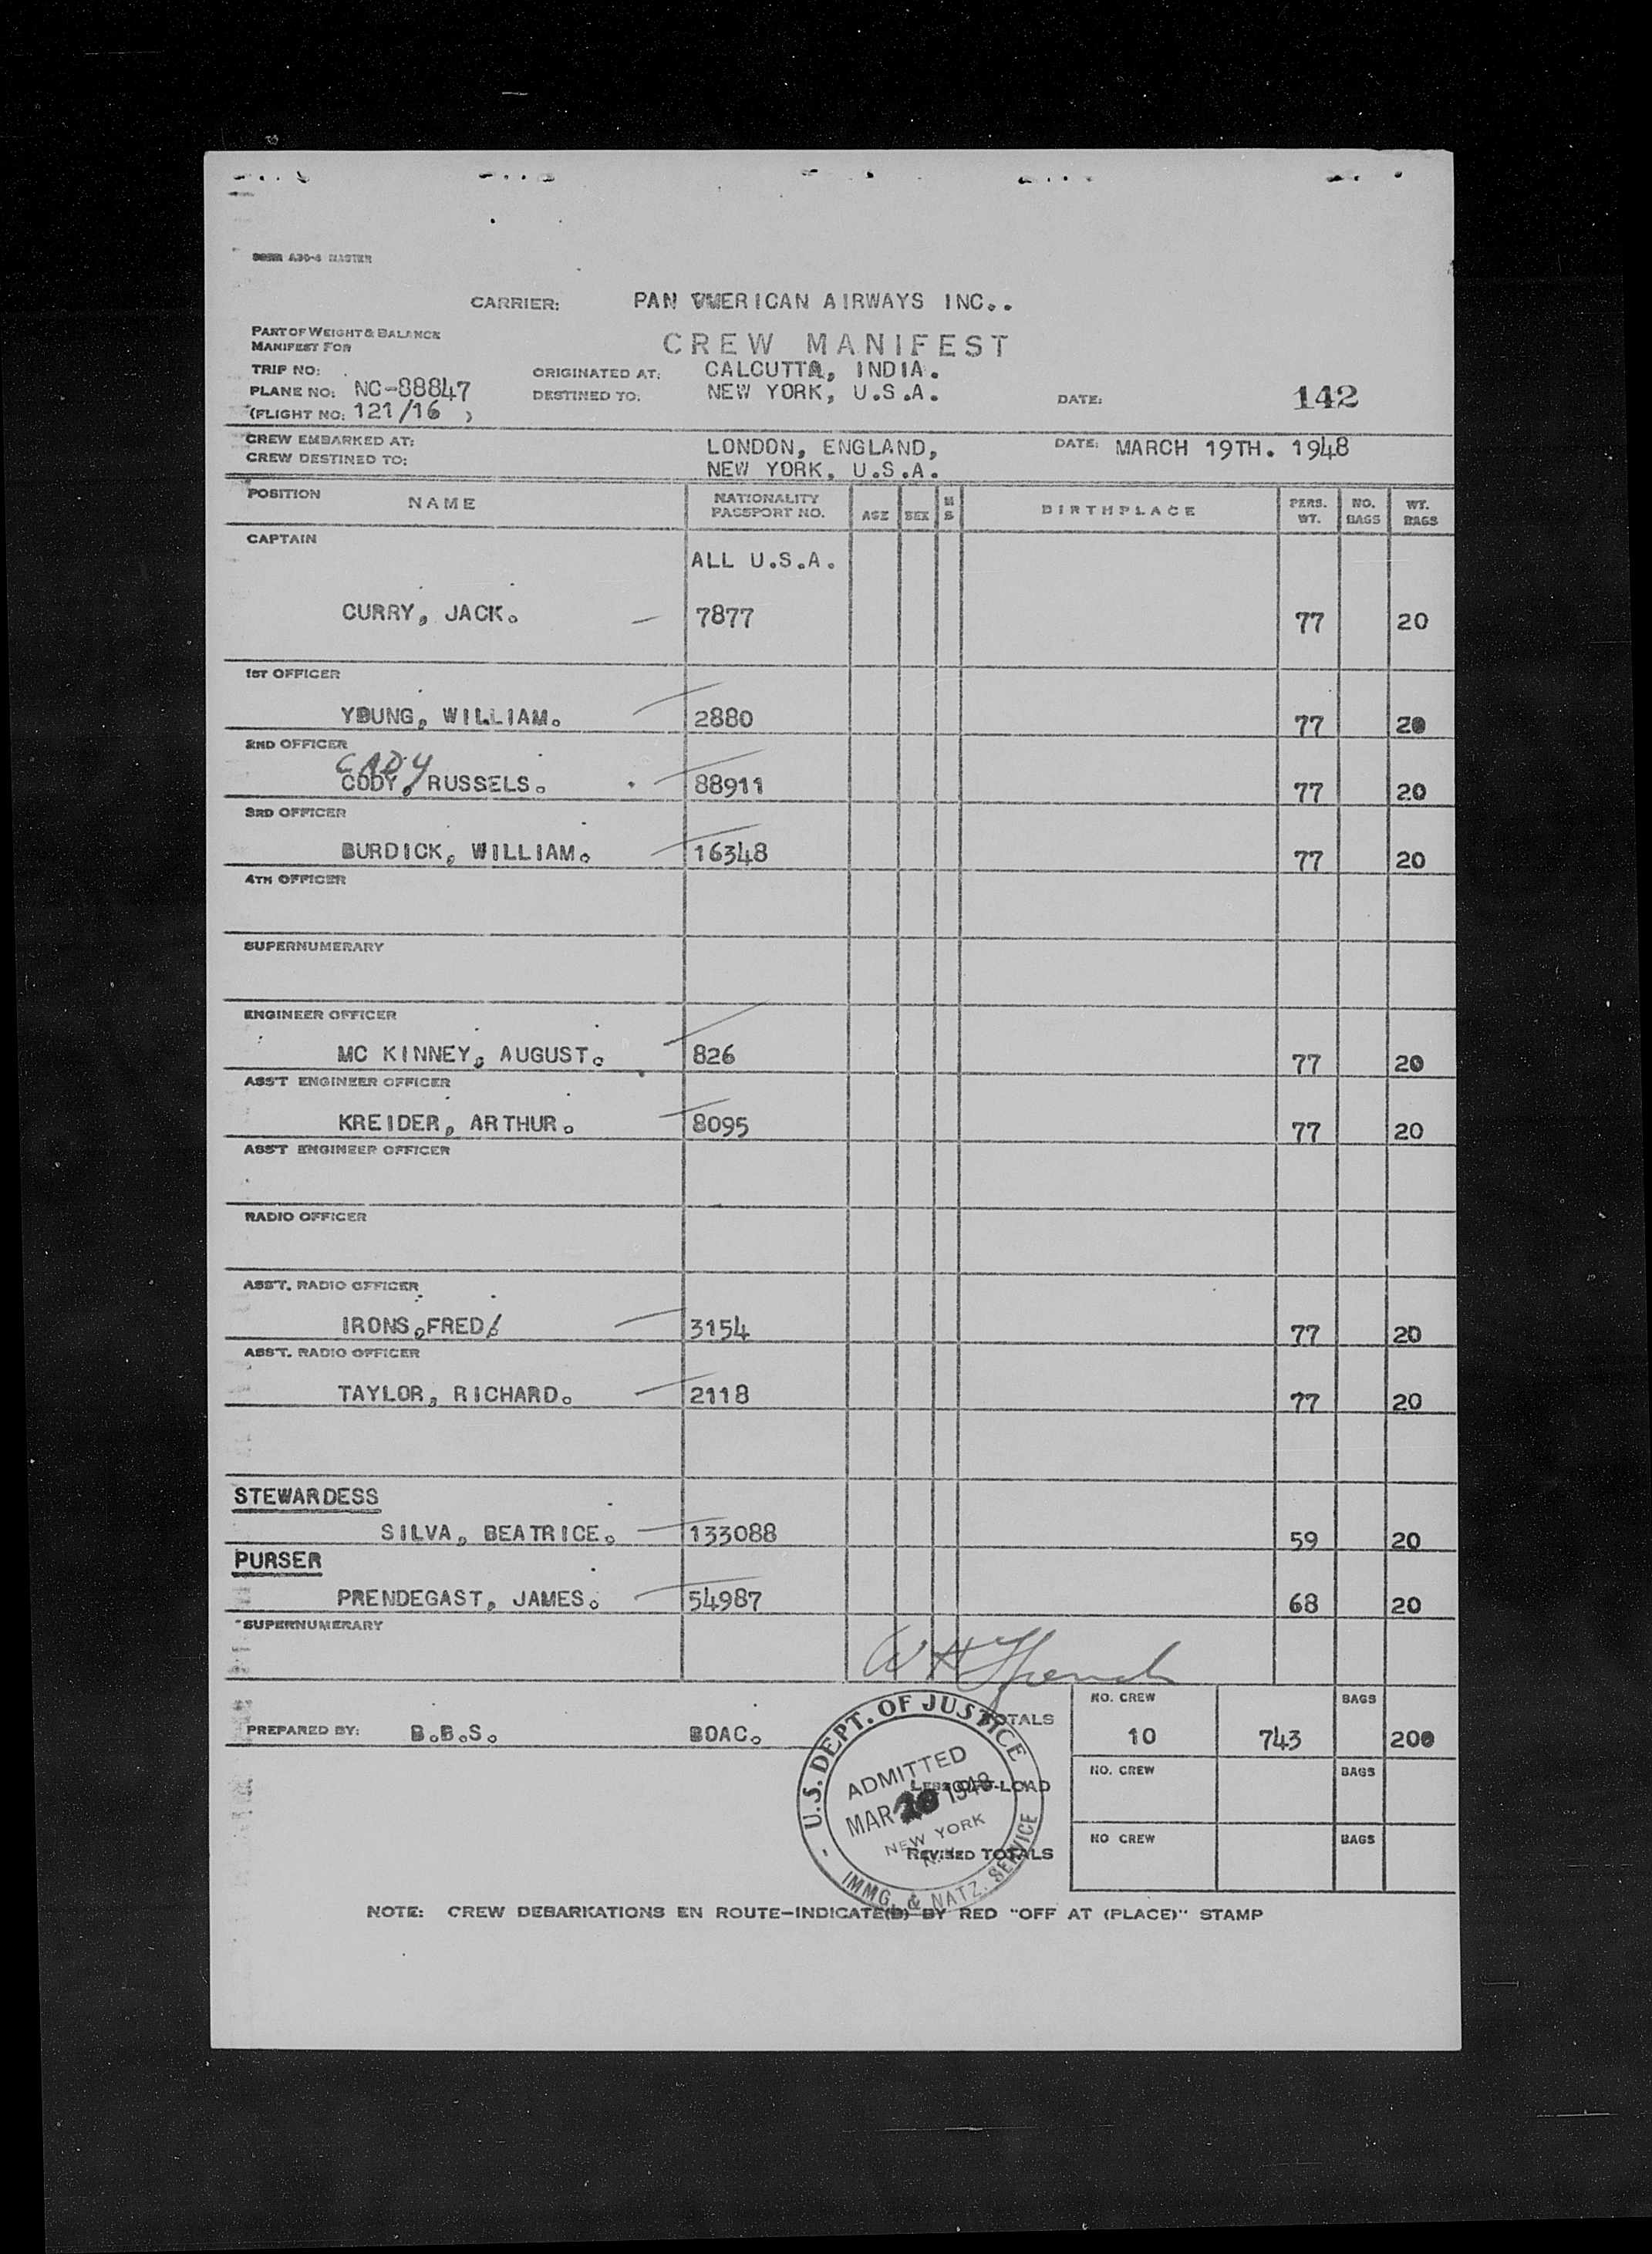 FORM A30-4 MASTER
CARRIER: PAN AMERICAN AIRWAYS INC..
PART OF WEIGHT & BALANCE
MANIFEST FOR
CREW MANIFEST
TRIP NO:
ORIGINATED AT: CALCUTTA, INDIA.
PLANE NO: NC-88847
DESTINED TO: NEW YORK, U.S.A.
DATE: 142
(FLIGHT NO: 121/16 )
CREW EMBARKED AT: LONDON, ENGLAND, DATE: MARCH 19TH. 1948
CREW DESTINED TO: NEW YORK, U.S.A.
POSITION NAME NATIONALITY PASSPORT NO. AGE SEX M S BIRTHPLACE PERS. WT. NO. BAGS WT. BAGS
CAPTAIN
ALL U.S.A.
CURRY, JACK. 7877 77 20
1ST OFFICER
YOUNG, WILLIAM. 2880 77 20
2ND OFFICER
CADY
CODY, RUSSELS. 88911 77 20
3RD OFFICER
BURDICK, WILLIAM. 16348 77 20
4TH OFFICER
SUPERNUMERARY
ENGINEER OFFICER
MC KINNEY, AUGUST. 826 77 20
ASS'T ENGINEER OFFICER
KREIDER, ARTHUR. 8095 77 20
ASS'T ENGINEER OFFICER
RADIO OFFICER
ASS'T. RADIO OFFICER
IRONS,FRED 3154 77 20
ASS'T. RADIO OFFICER
TAYLOR, RICHARD. 2118 77 20
STEWARDESS
SILVA, BEATRICE. 133088 59 20
PURSER
PRENDEGAST, JAMES. 54987 68 20
SUPERNUMERARY
PREPARED BY: B.B.S. BOAC. TOTALS NO. CREW 10 743 BAGS 200
LESS OFF-LOAD NO. CREW BAGS
REVISED TOTALS NO CREW BAGS
U.S. DEPT. OF JUSTICE
ADMITTED
MAR 20 1948
NEW YORK
IMMG. & NATZ. SERVICE
NOTE: CREW DEBARKATIONS EN ROUTE-INDICATE(D) BY RED "OFF AT (PLACE)" STAMP